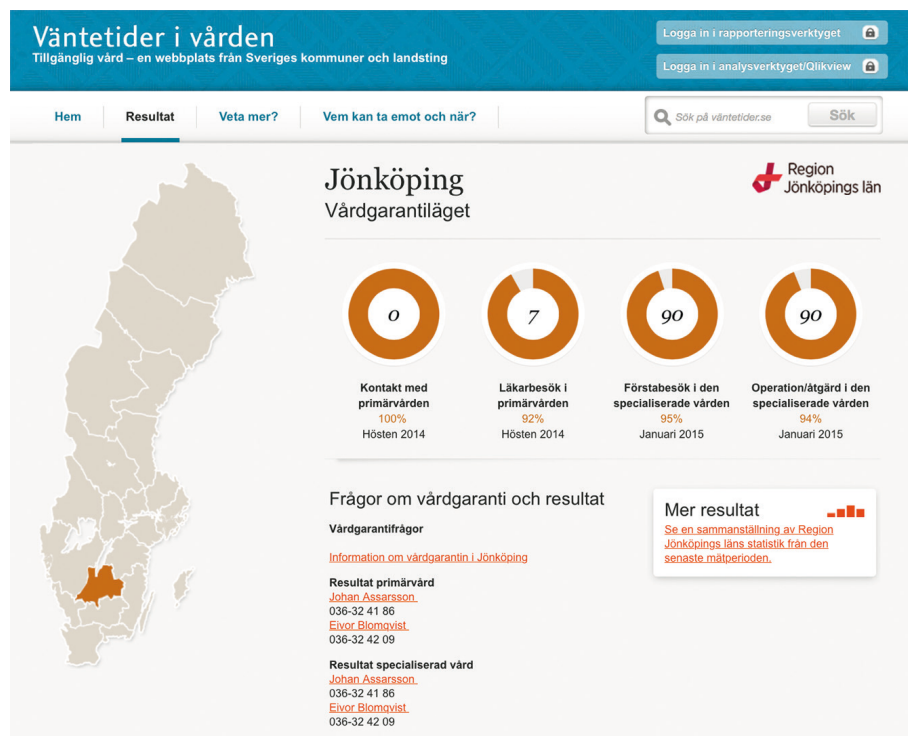 Väntetider i vården
Tillgänglig vård – en webbplats från Sveriges kommuner och landsting
Logga in i rapporteringsverktyget
Logga in i analysverktyget/Qlikview
Hem
Resultat
Veta mer?
Vem kan ta emot och när?
Sök på väntetider.se
Sök
Jönköping
Vårdgarantiläget
Region
Jönköpings län
0
7
90
90
Kontakt med
primärvården
100%
Hösten 2014
Läkarbesök i
primärvården
92%
Hösten 2014
Förstabesök i den
specialiserade vården
95%
Januari 2015
Operation/åtgärd i den
specialiserade vården
94%
Januari 2015
Frågor om vårdgaranti och resultat
Vårdgarantifrågor
Information om vårdgarantin i Jönköping
Resultat primärvård
Johan Assarsson
036-32 41 86
Eivor Blomqvist
036-32 42 09
Resultat specialiserad vård
Johan Assarsson
036-32 41 86
Eivor Blomqvist
036-32 42 09
Mer resultat
Se en sammanställning av Region
Jönköpings läns statistik från den
senaste mätperioden.